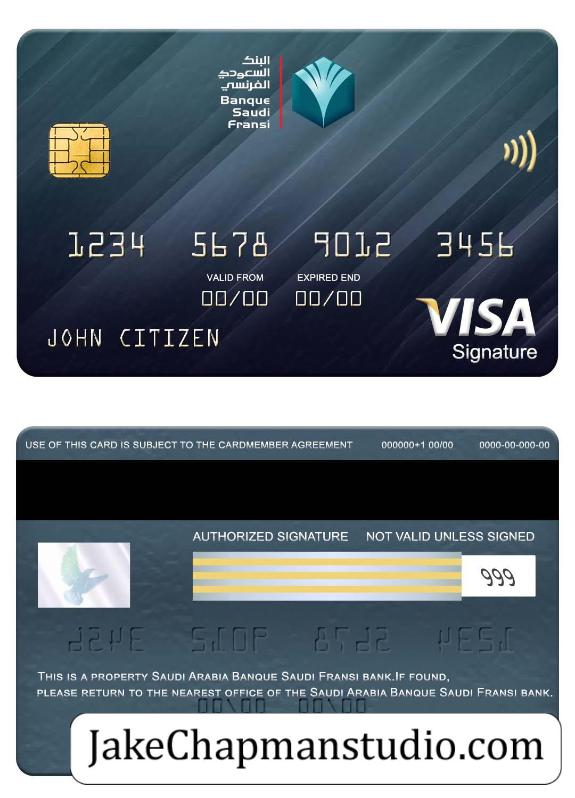 البنك
السعودي
الفرنسي
Banque
Saudi
Fransi
1234 5678 9012 3456
VALID FROM EXPIRED END
00/00 00/00
JOHN CITIZEN
VISA
Signature
USE OF THIS CARD IS SUBJECT TO THE CARDMEMBER AGREEMENT 000000+1 00/00 0000-00-000-00
AUTHORIZED SIGNATURE NOT VALID UNLESS SIGNED
999
THIS IS A PROPERTY SAUDI ARABIA BANQUE SAUDI FRANSI BANK.IF FOUND,
PLEASE RETURN TO THE NEAREST OFFICE OF THE SAUDI ARABIA BANQUE SAUDI FRANSI BANK.
JakeChapmanstudio.com